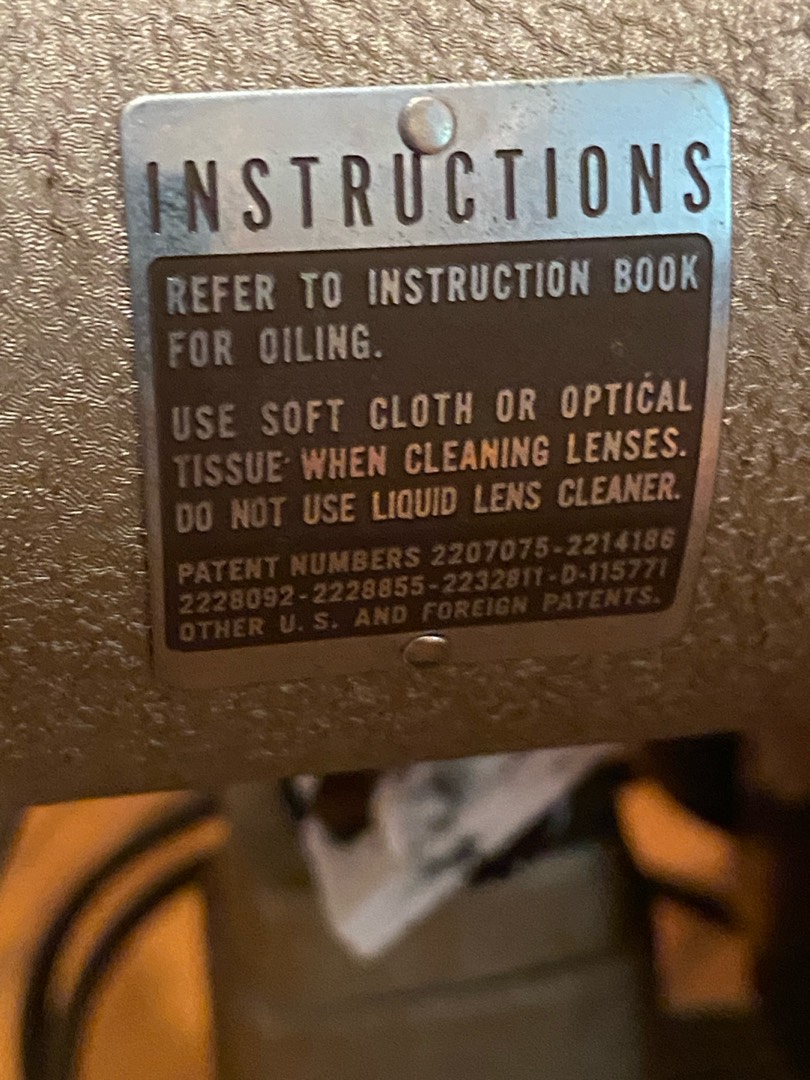 INSTRUCTIONS
REFER TO INSTRUCTION BOOK
FOR OILING.
USE SOFT CLOTH OR OPTICAL
TISSUE WHEN CLEANING LENSES.
DO NOT USE LIQUID LENS CLEANER.
PATENT NUMBERS 2207075-2214186
2228092-2228855-2232811-D-115771
OTHER U.S. AND FOREIGN PATENTS.